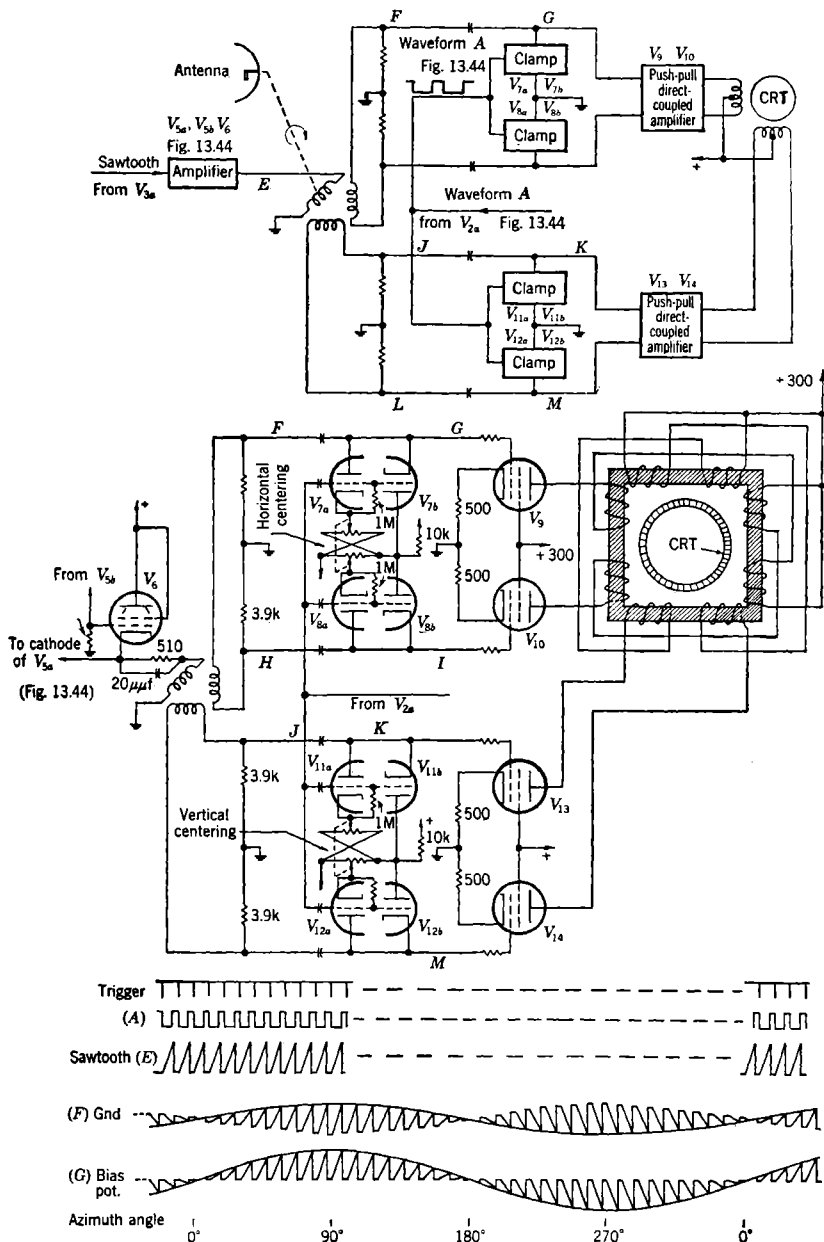 F
G
Waveform A
Fig. 13.44
Clamp
V7a V7b
V8a V8b
Clamp
V9 V10
Push-pull
direct-
coupled
amplifier
CRT
+
Antenna
V5a, V5b V6
Fig. 13.44
Sawtooth
From V3a
Amplifier
E
Waveform A
from V2a Fig. 13.44
J
K
Clamp
V11a V11b
V12a V12b
Clamp
V13 V14
Push-pull
direct-
coupled
amplifier
L
M
+300
F
G
Horizontal
centering
V7a
V7b
1M
10k
1M
V8a
V8b
500
500
V9
+300
V10
CRT
+
From
V5b
V6
To cathode
of V5a
(Fig. 13.44)
510
20μμf
3.9k
H
I
From V2a
J
K
3.9k
3.9k
V11a
V11b
Vertical
centering
1M
+
10k
V12a
V12b
500
500
V13
+
V14
M
Trigger
(A)
Sawtooth (E)
(F) Gnd
(G) Bias
pot.
Azimuth angle
0° 90° 180° 270° 0°